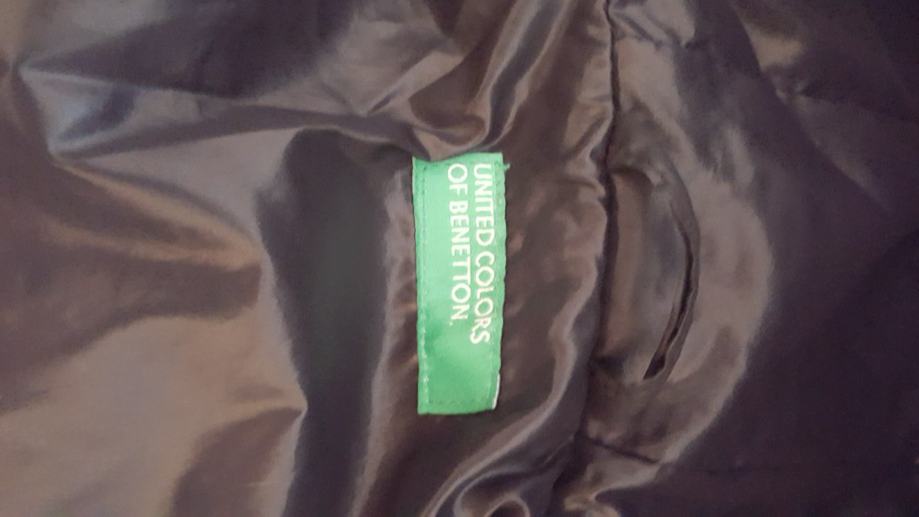 UNITED COLORS
OF BENETTON.